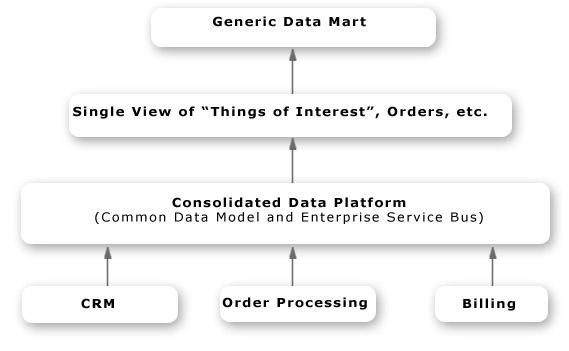 Generic Data Mart
Single View of “Things of Interest”, Orders, etc.
Consolidated Data Platform
(Common Data Model and Enterprise Service Bus)
CRM
Order Processing
Billing